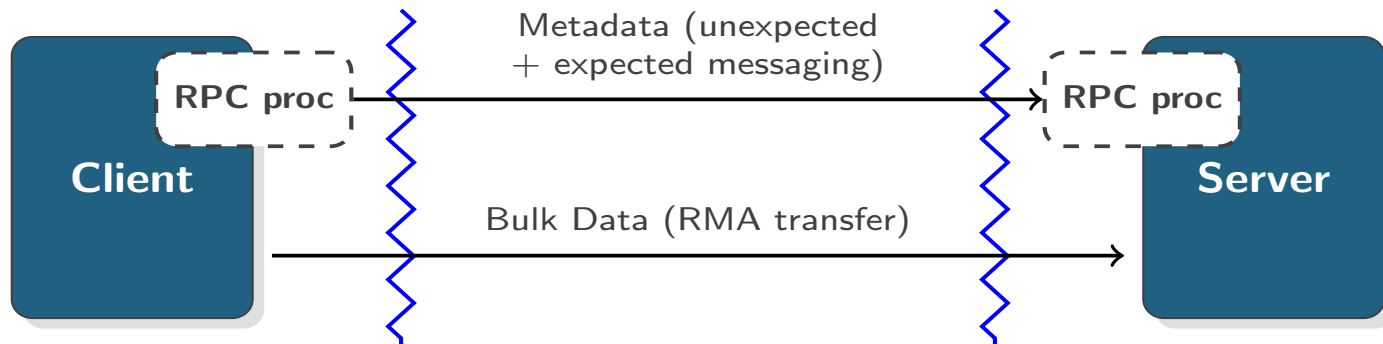 Metadata (unexpected
+ expected messaging)
RPC proc
RPC proc
Client
Server
Bulk Data (RMA transfer)